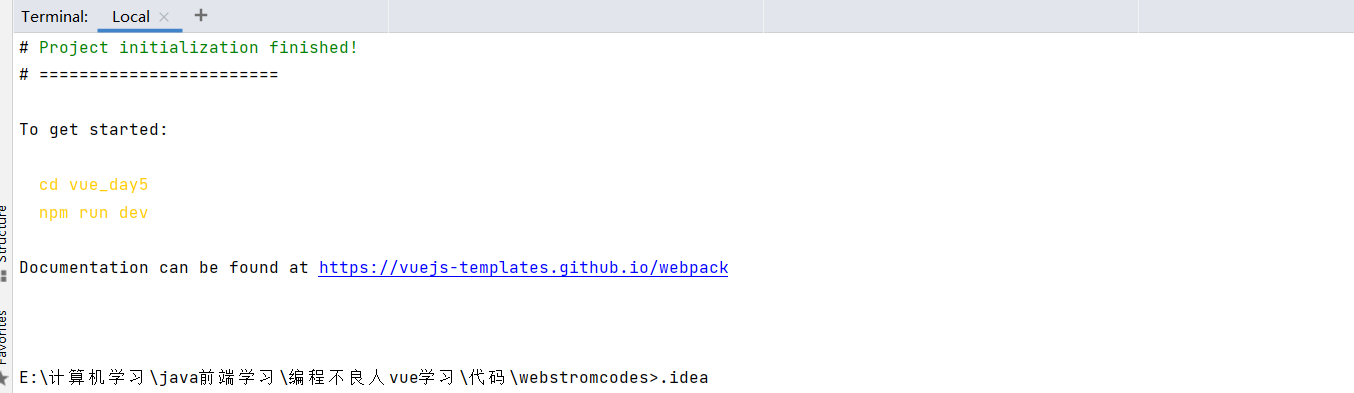 Terminal: Local × +
# Project initialization finished!
# ========================
To get started:
cd vue_day5
npm run dev
Documentation can be found at https://vuejs-templates.github.io/webpack
E:\计算机学习\java前端学习\编程不良人vue学习\代码\webstromcodes>.idea
Structure
Favorites